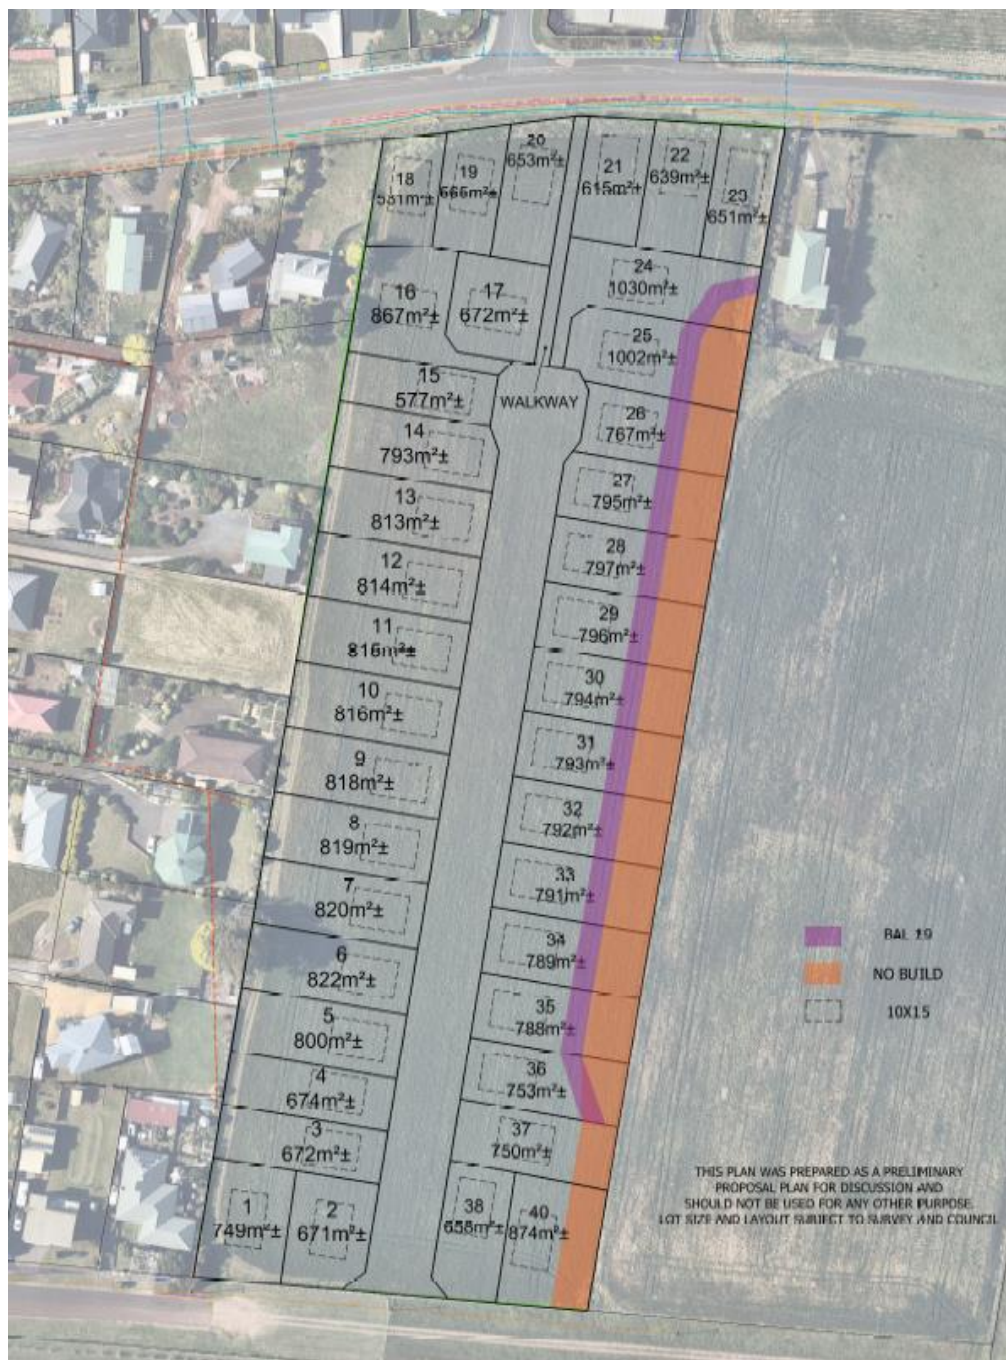 20
653m²±
18
531m²±
19
666m²±
21
615m²±
22
639m²±
23
651m²±
24
1030m²±
16
867m²±
17
672m²±
25
1002m²±
15
577m²±
WALKWAY
26
767m²±
14
793m²±
27
795m²±
13
813m²±
28
797m²±
12
814m²±
29
796m²±
11
816m²±
30
794m²±
10
816m²±
31
793m²±
9
818m²±
32
792m²±
8
819m²±
33
791m²±
7
820m²±
34
789m²±
6
822m²±
35
788m²±
5
800m²±
36
753m²±
4
674m²±
37
750m²±
3
672m²±
1
749m²±
2
671m²±
38
658m²±
40
874m²±
BAL 19
NO BUILD
10X15
THIS PLAN WAS PREPARED AS A PRELIMINARY
PROPOSAL PLAN FOR DISCUSSION AND
SHOULD NOT BE USED FOR ANY OTHER PURPOSE.
LOT SIZE AND LAYOUT SUBJECT TO SURVEY AND COUNCIL